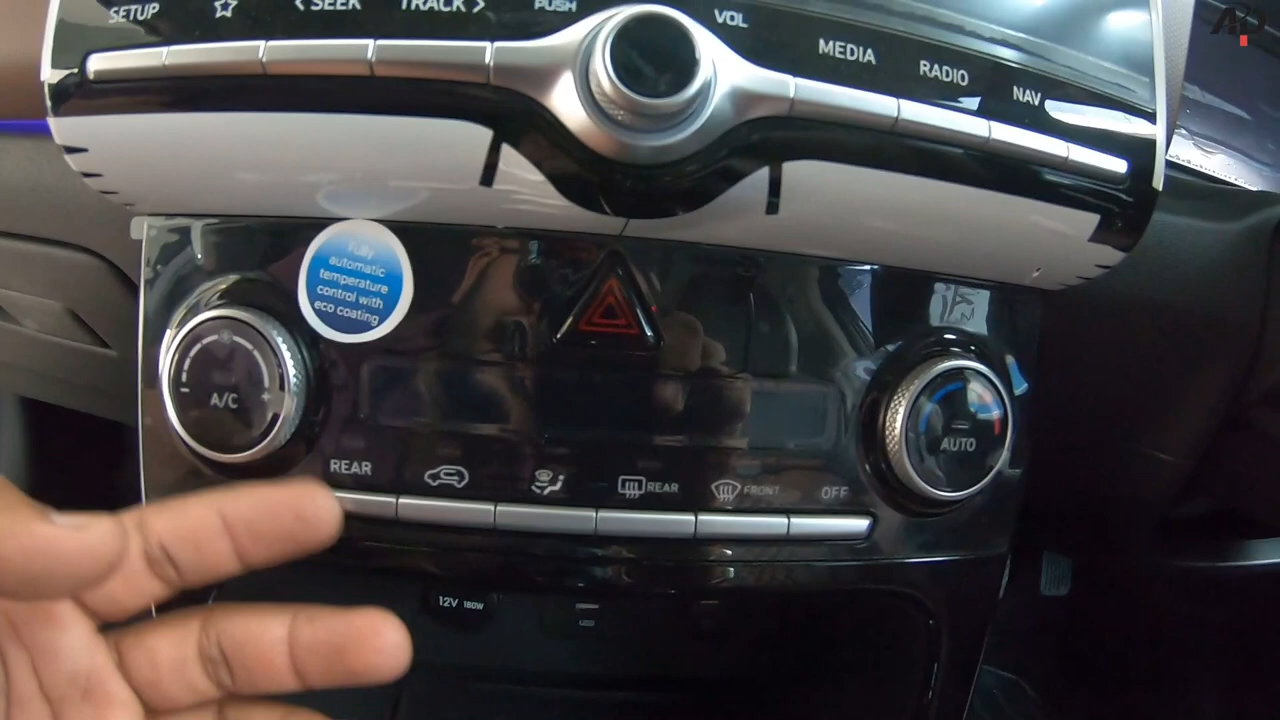 SETUP
< SEEK
TRACK >
PUSH
VOL
MEDIA
RADIO
NAV
Fully
automatic
temperature
control with
eco coating
A/C
AUTO
REAR
REAR
FRONT
OFF
12V 180W